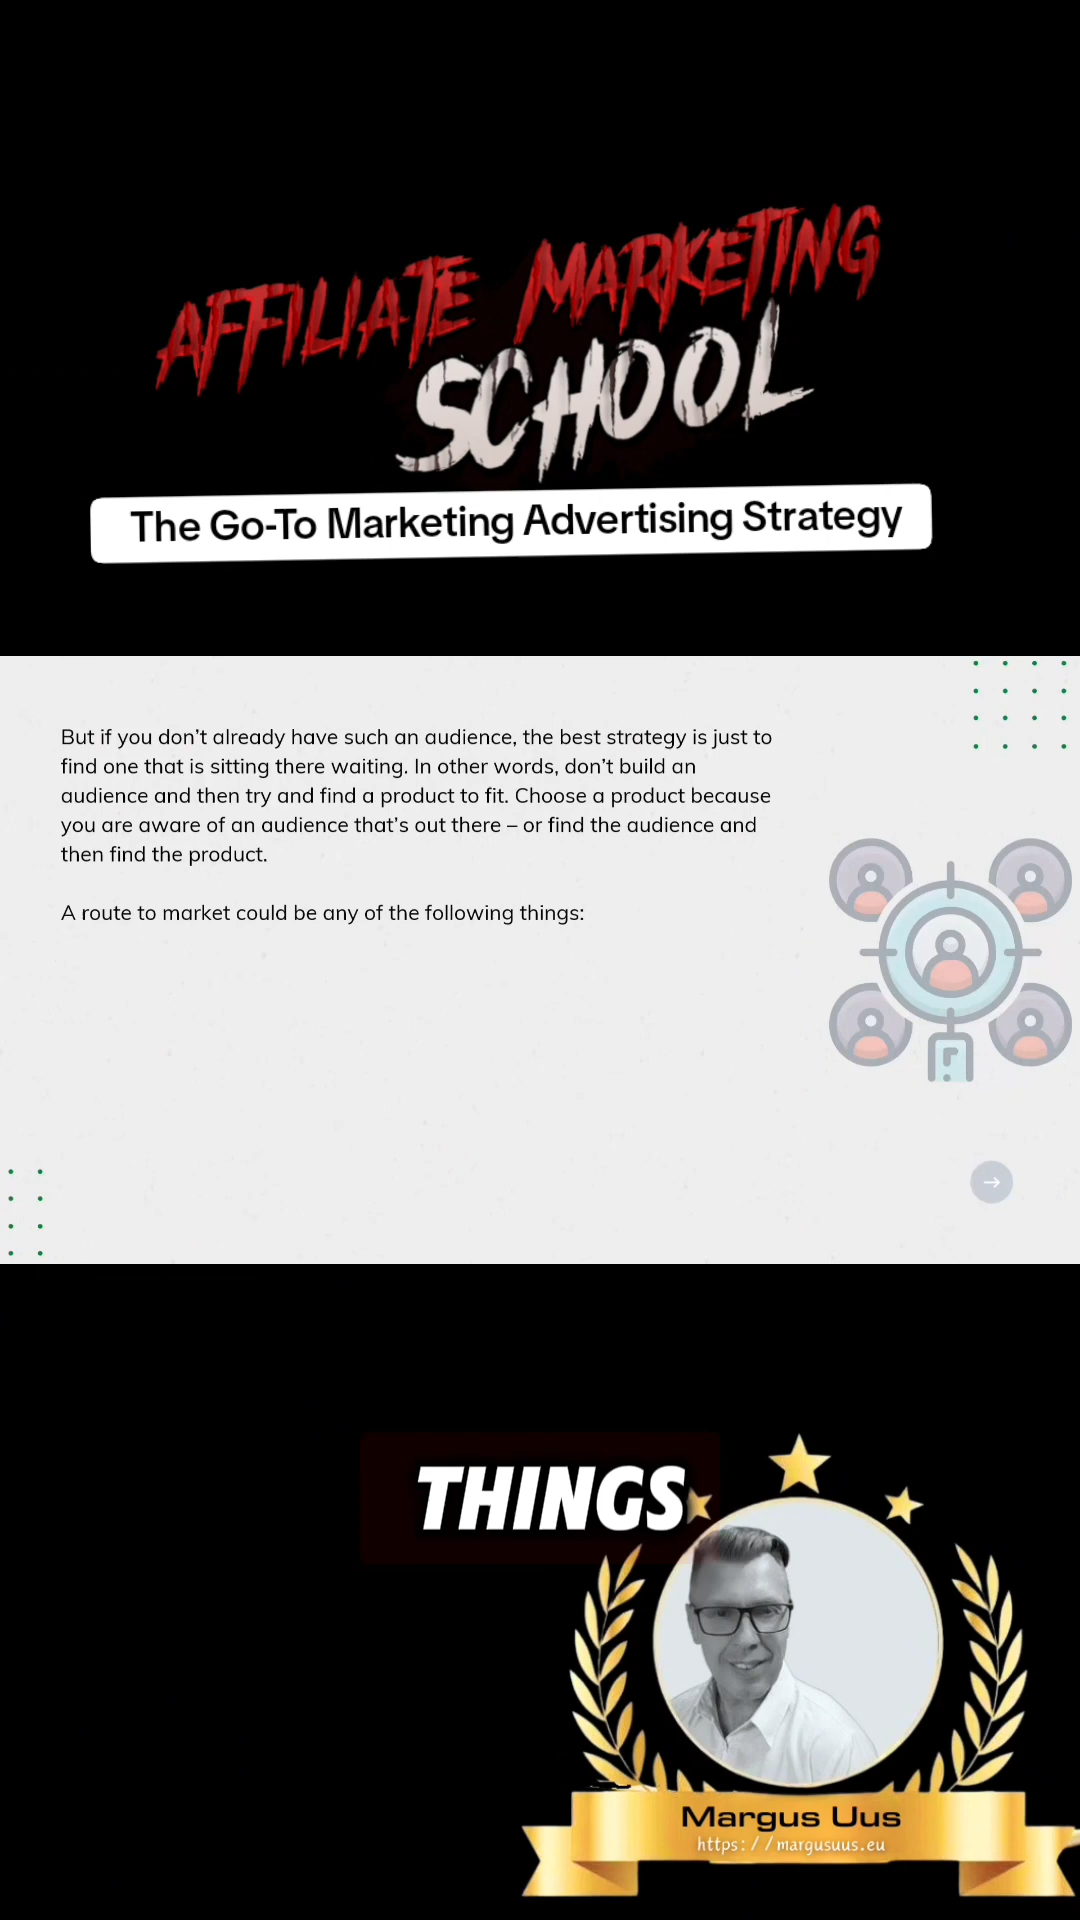 AFFILIATE MARKETING
SCHOOL
The Go-To Marketing Advertising Strategy
But if you don’t already have such an audience, the best strategy is just to
find one that is sitting there waiting. In other words, don’t build an
audience and then try and find a product to fit. Choose a product because
you are aware of an audience that’s out there – or find the audience and
then find the product.
A route to market could be any of the following things:
THINGS
Margus Uus
https://margusuus.eu